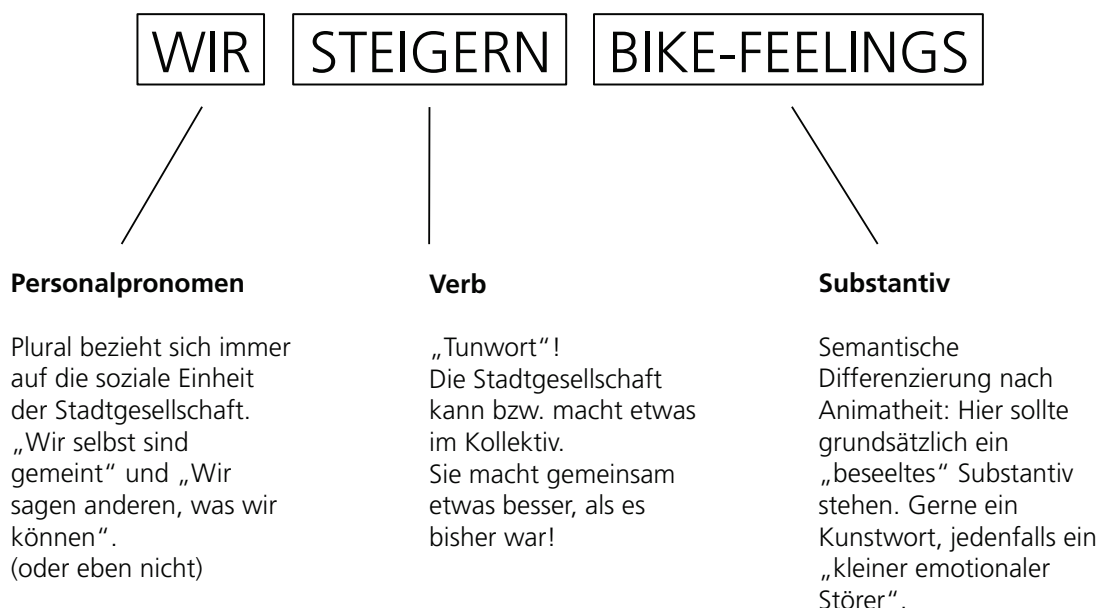 WIR STEIGERN BIKE-FEELINGS
Personalpronomen
Plural bezieht sich immer
auf die soziale Einheit
der Stadtgesellschaft.
„Wir selbst sind
gemeint“ und „Wir
sagen anderen, was wir
können“.
(oder eben nicht)
Verb
„Tunwort“!
Die Stadtgesellschaft
kann bzw. macht etwas
im Kollektiv.
Sie macht gemeinsam
etwas besser, als es
bisher war!
Substantiv
Semantische
Differenzierung nach
Animatheit: Hier sollte
grundsätzlich ein
„beseeltes“ Substantiv
stehen. Gerne ein
Kunstwort, jedenfalls ein
„kleiner emotionaler
Störer“.